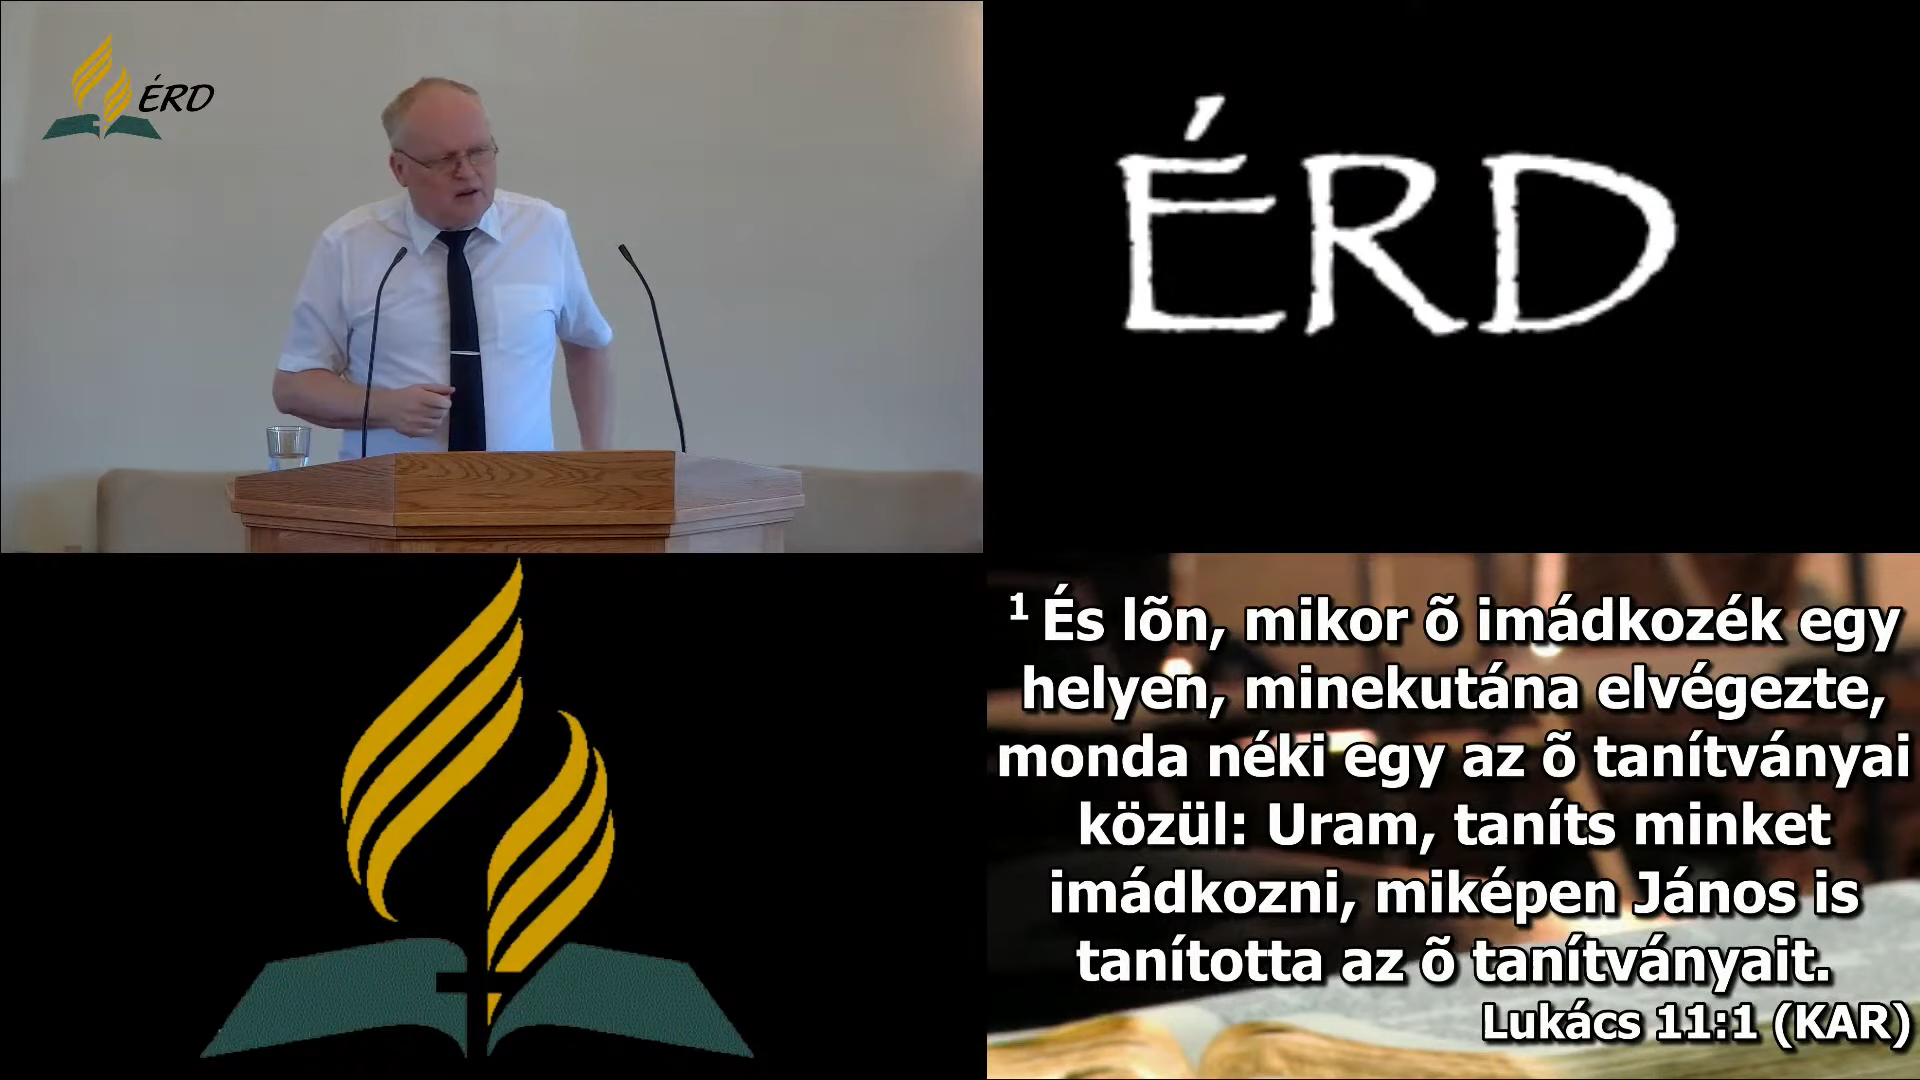 ÉRD
ÉRD
1 És lõn, mikor õ imádkozék egy
helyen, minekutána elvégezte,
monda néki egy az õ tanítványai
közül: Uram, taníts minket
imádkozni, miképen János is
tanította az õ tanítványait.
Lukács 11:1 (KAR)